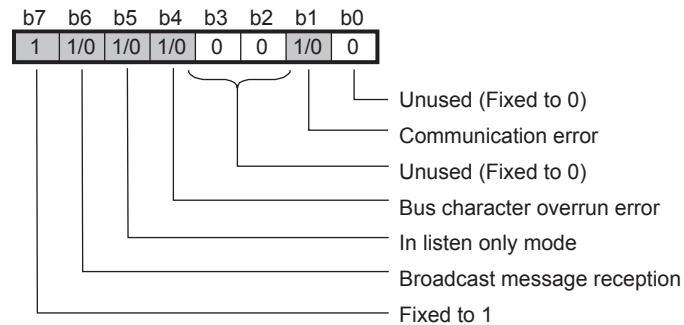 b7 b6 b5 b4 b3 b2 b1 b0
1 1/0 1/0 1/0 0 0 1/0 0
Unused (Fixed to 0)
Communication error
Unused (Fixed to 0)
Bus character overrun error
In listen only mode
Broadcast message reception
Fixed to 1